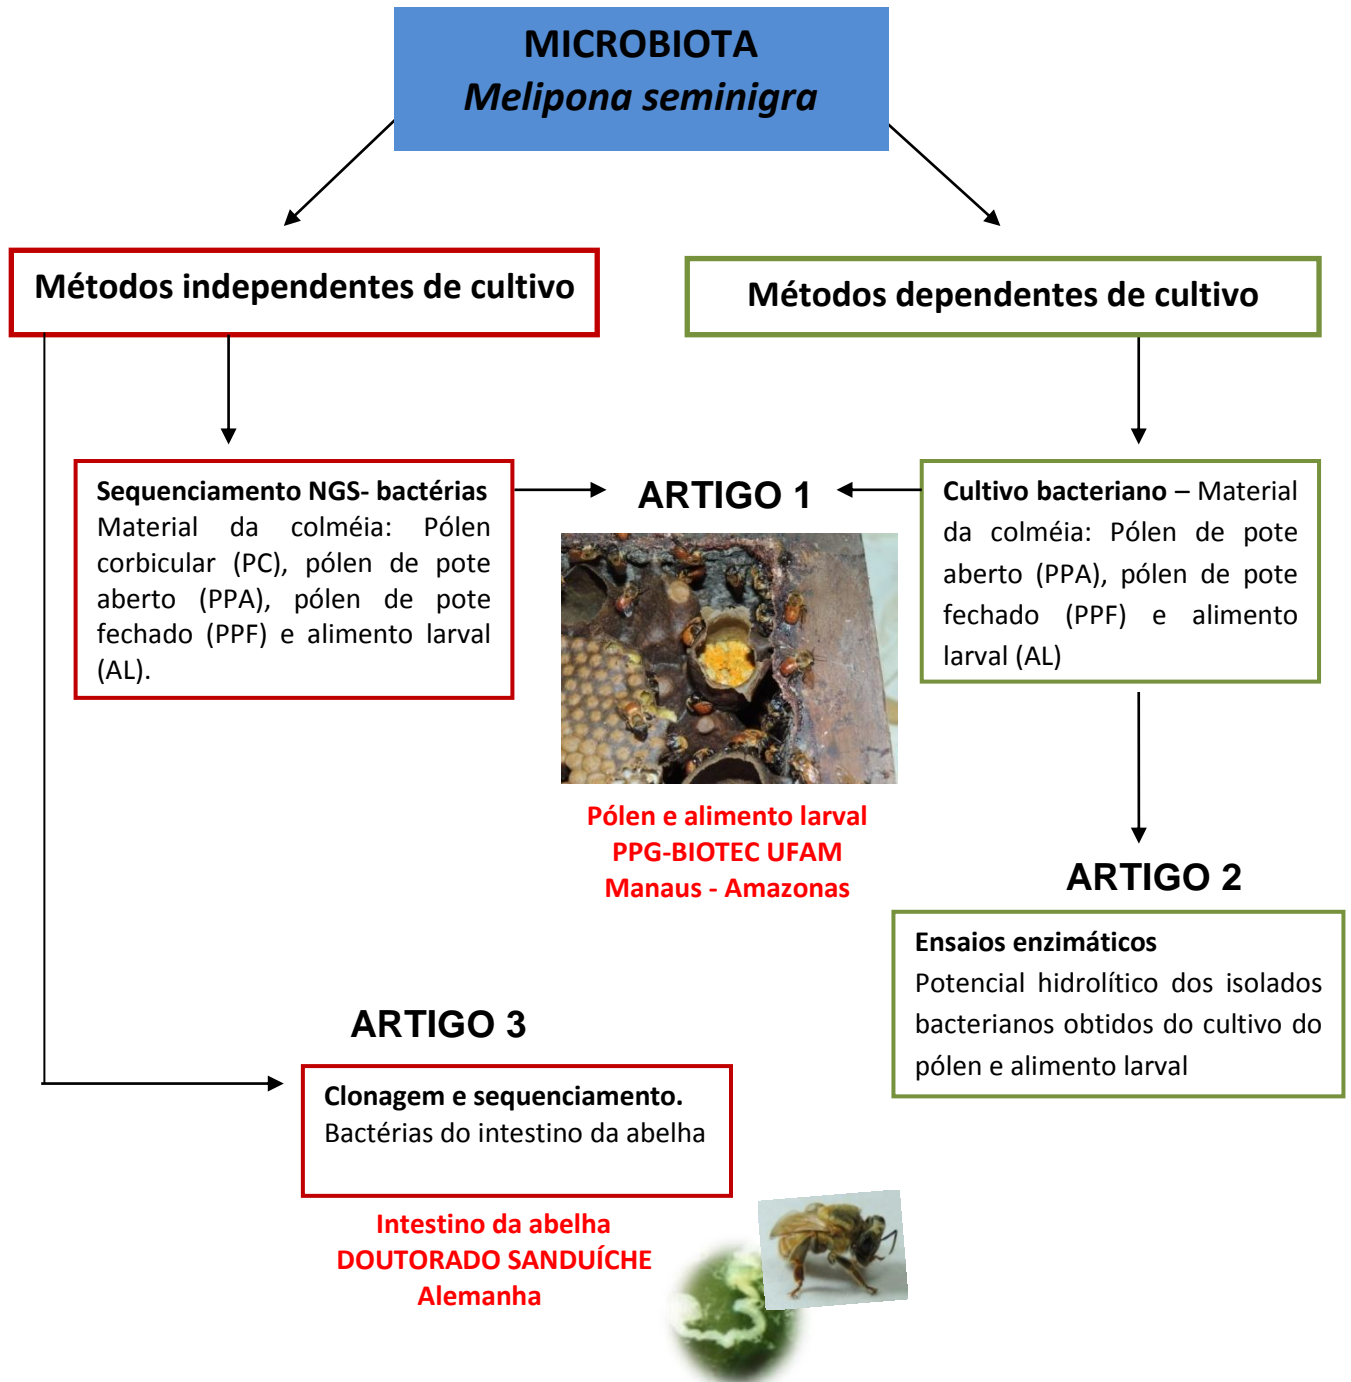 MICROBIOTA
Melipona seminigra
Métodos independentes de cultivo
Métodos dependentes de cultivo
Sequenciamento NGS- bactérias
Material da colméia: Pólen
corbicular (PC), pólen de pote
aberto (PPA), pólen de pote
fechado (PPF) e alimento larval
(AL).
ARTIGO 1
Cultivo bacteriano – Material
da colméia: Pólen de pote
aberto (PPA), pólen de pote
fechado (PPF) e alimento
larval (AL)
Pólen e alimento larval
PPG-BIOTEC UFAM
Manaus - Amazonas
ARTIGO 2
Ensaios enzimáticos
Potencial hidrolítico dos isolados
bacterianos obtidos do cultivo do
pólen e alimento larval
ARTIGO 3
Clonagem e sequenciamento.
Bactérias do intestino da abelha
Intestino da abelha
DOUTORADO SANDUÍCHE
Alemanha